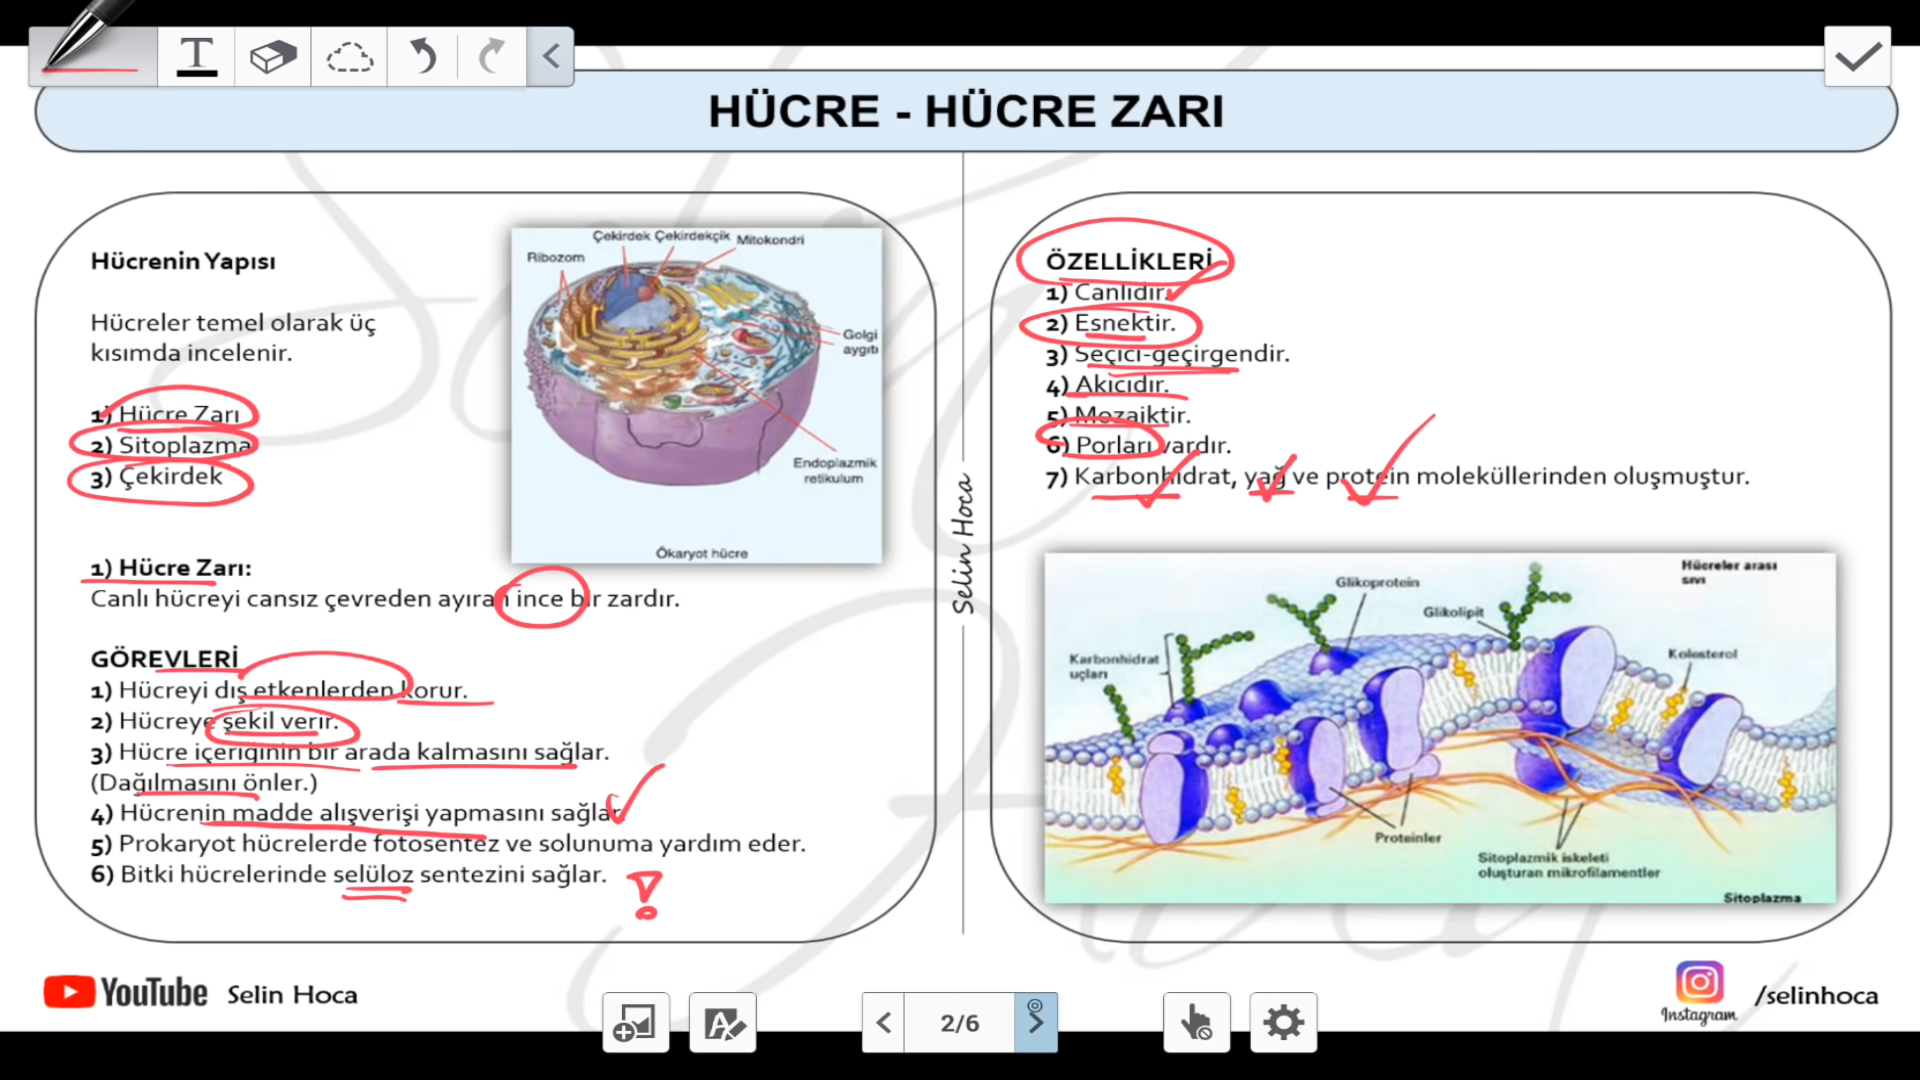 T
HÜCRE - HÜCRE ZARI
Hücrenin Yapısı
Hücreler temel olarak üç
kısımda incelenir.
1) Hücre Zarı
2) Sitoplazma
3) Çekirdek
Çekirdek Çekirdekçik Mitokondri
Ribozom
Golgi
aygıtı
Endoplazmik
retikulum
Ökaryot hücre
1) Hücre Zarı:
Canlı hücreyi cansız çevreden ayıran ince bir zardır.
GÖREVLERİ
1) Hücreyi dış etkenlerden korur.
2) Hücreye şekil verir.
3) Hücre içeriğinin bir arada kalmasını sağlar.
(Dağılmasını önler.)
4) Hücrenin madde alışverişi yapmasını sağlar.
5) Prokaryot hücrelerde fotosentez ve solunuma yardım eder.
6) Bitki hücrelerinde selüloz sentezini sağlar.
Selin Hoca
ÖZELLİKLERİ
1) Canlıdır.
2) Esnektir.
3) Seçici-geçirgendir.
4) Akıcıdır.
5) Mozaiktir.
6) Porları vardır.
7) Karbonhidrat, yağ ve protein moleküllerinden oluşmuştur.
Hücreler arası
sıvı
Glikoprotein
Glikolipit
Karbonhidrat
uçları
Kolesterol
Proteinler
Sitoplazmik iskeleti
oluşturan mikrofilamentler
Sitoplazma
YouTube Selin Hoca
A
2/6
Instagram
/selinhoca